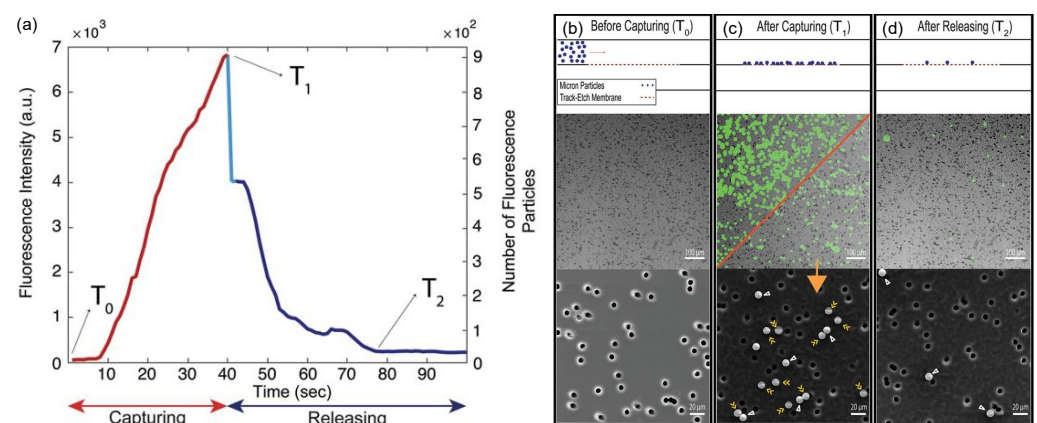 (a)
×10³
×10²
7
6
5
4
3
2
1
0
Fluorescence Intensity (a.u.)
T₀
T₁
T₂
9
8
7
6
5
4
3
2
1
0
Number of Fluorescence
Particles
10 20 30 40 50 60 70 80 90
Time (sec)
Capturing
Releasing
(b) Before Capturing (T₀)
Micron Particles
Track-Etch Membrane
100 μm
20 μm
(c) After Capturing (T₁)
100 μm
20 μm
(d) After Releasing (T₂)
100 μm
20 μm